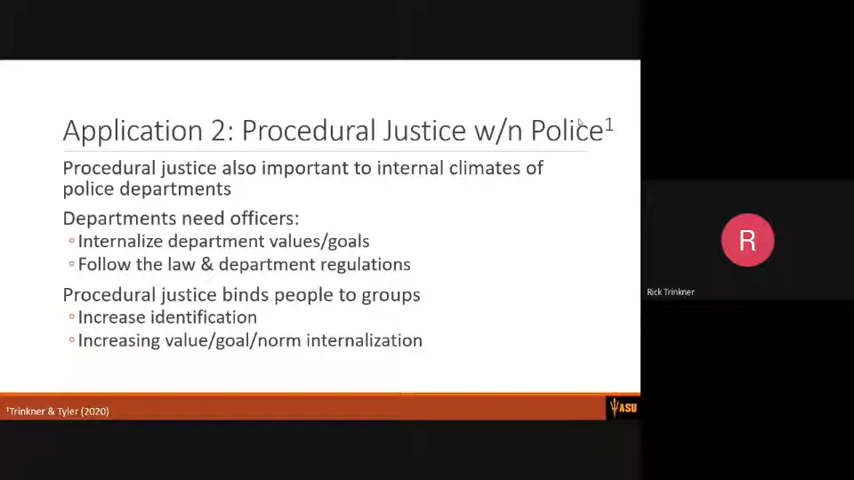 Application 2: Procedural Justice w/n Police¹
Procedural justice also important to internal climates of
police departments
Departments need officers:
◦Internalize department values/goals
◦Follow the law & department regulations
Procedural justice binds people to groups
◦Increase identification
◦Increasing value/goal/norm internalization
¹Trinkner & Tyler (2020)
ASU
R
Rick Trinkner